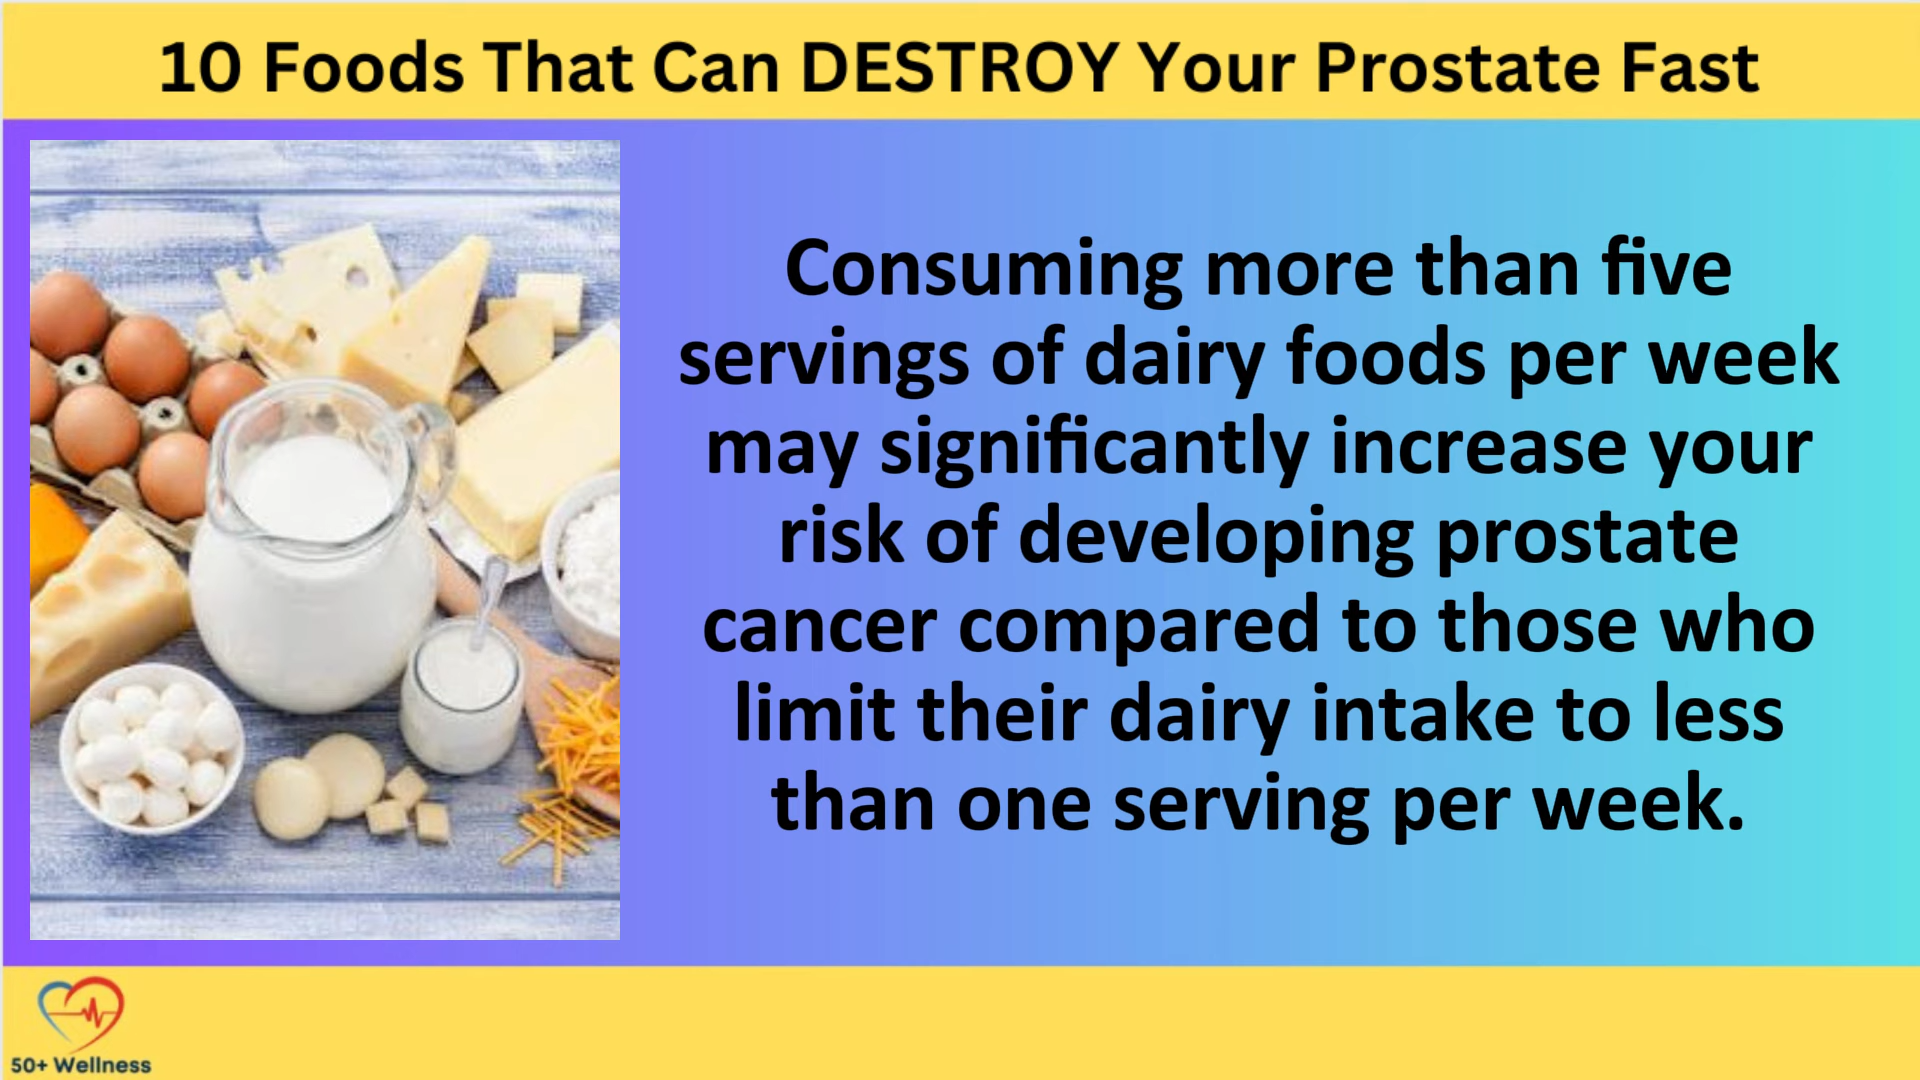 10 Foods That Can DESTROY Your Prostate Fast
Consuming more than five
servings of dairy foods per week
may significantly increase your
risk of developing prostate
cancer compared to those who
limit their dairy intake to less
than one serving per week.
50+ Wellness